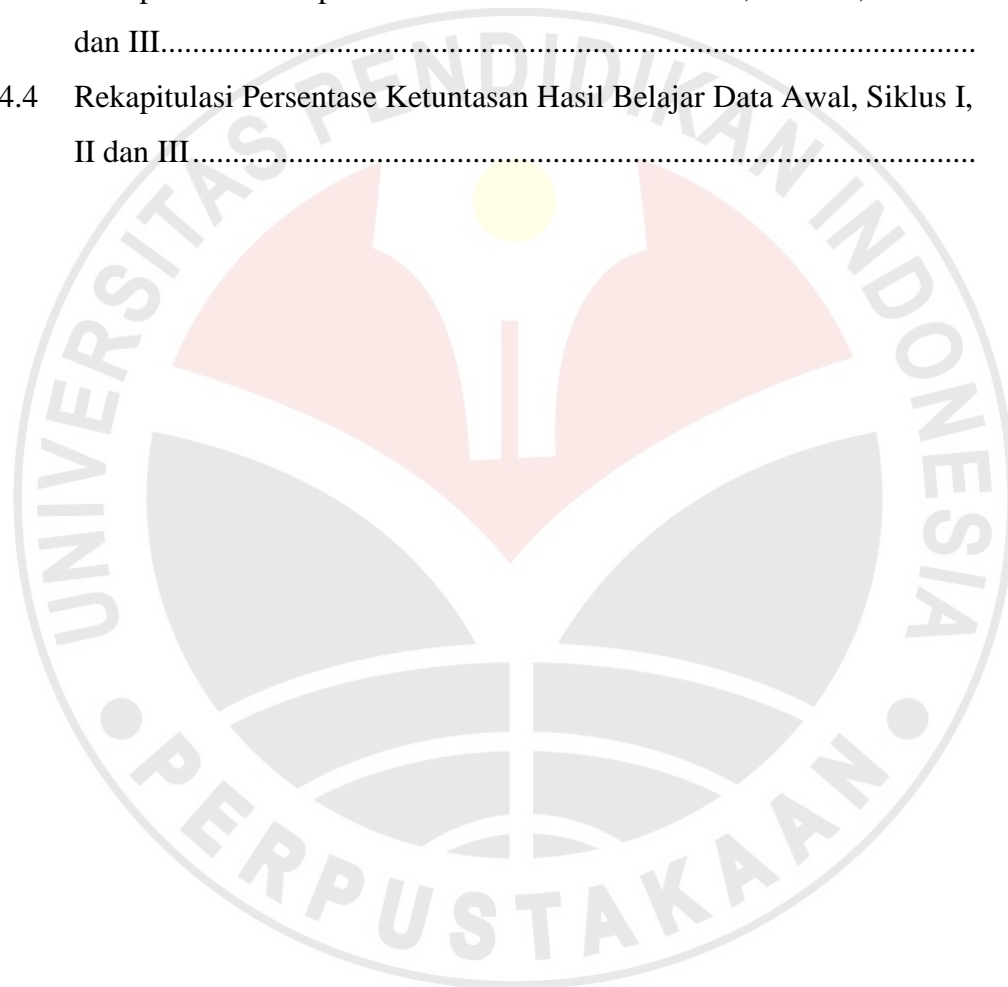 dan III.......................................................................................................
4.4 Rekapitulasi Persentase Ketuntasan Hasil Belajar Data Awal, Siklus I,
II dan III...................................................................................................
UNIVERSITAS PENDIDIKAN INDONESIA
PERPUSTAKAAN